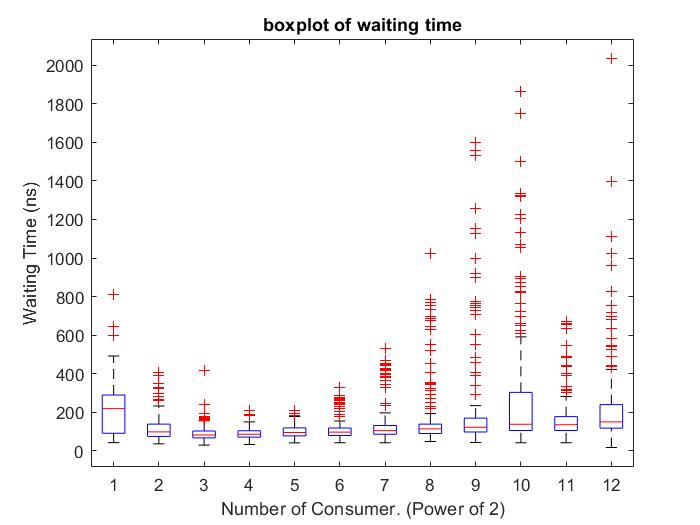 boxplot of waiting time
2000
1800
1600
1400
1200
1000
800
600
400
200
0
Waiting Time (ns)
1 2 3 4 5 6 7 8 9 10 11 12
Number of Consumer. (Power of 2)